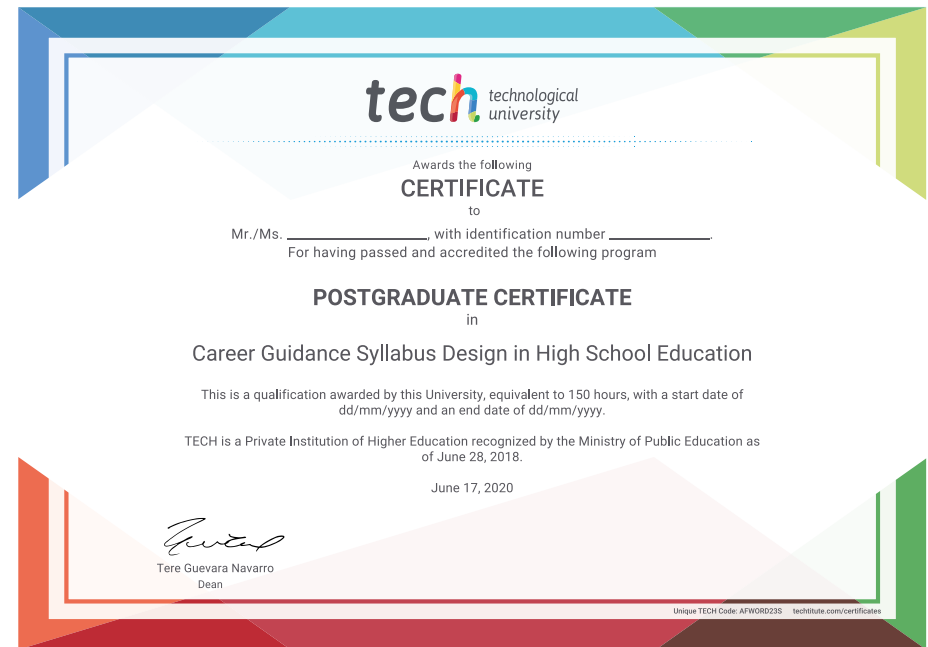 tech technological
university
Awards the following
CERTIFICATE
to
Mr./Ms. ____________________, with identification number ______________.
For having passed and accredited the following program
POSTGRADUATE CERTIFICATE
in
Career Guidance Syllabus Design in High School Education
This is a qualification awarded by this University, equivalent to 150 hours, with a start date of
dd/mm/yyyy and an end date of dd/mm/yyyy.
TECH is a Private Institution of Higher Education recognized by the Ministry of Public Education as
of June 28, 2018.
June 17, 2020
Tere Guevara Navarro
Dean
Unique TECH Code: AFWORD23S techtitute.com/certificates